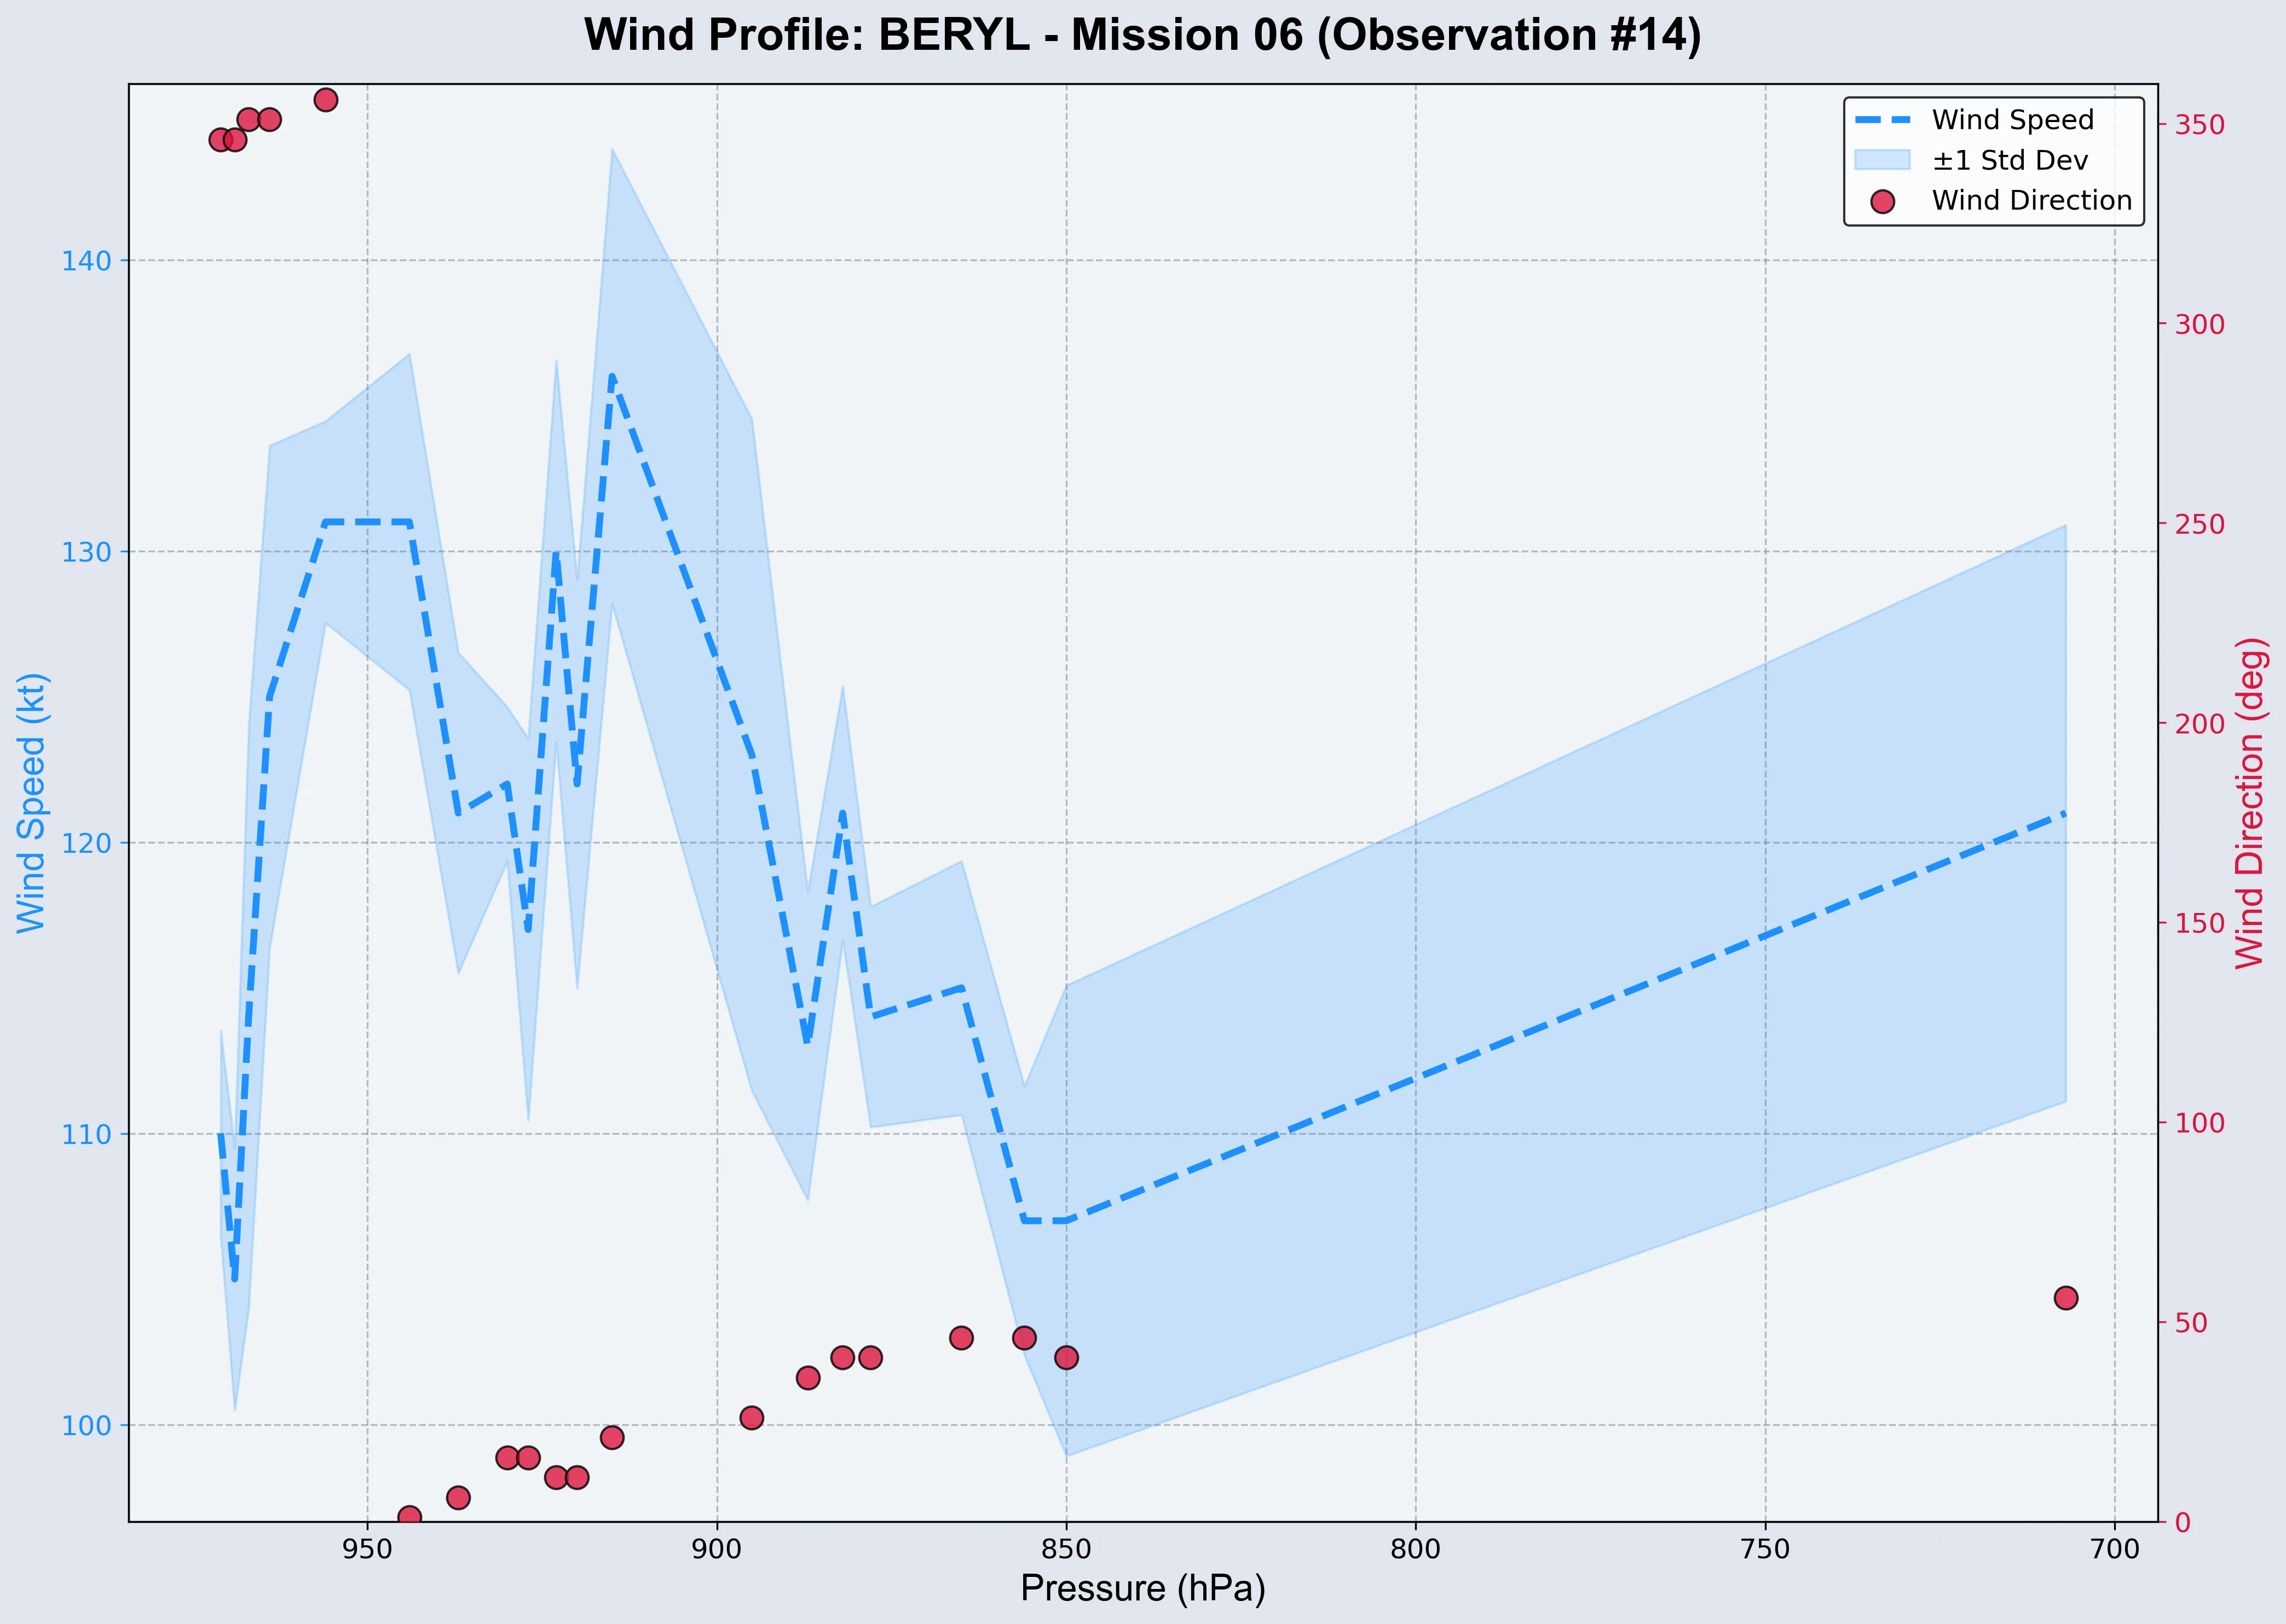 Wind Profile: BERYL - Mission 06 (Observation #14)
Wind Speed
±1 Std Dev
Wind Direction
140
130
120
110
100
Wind Speed (kt)
350
300
250
200
150
100
50
0
Wind Direction (deg)
950 900 850 800 750 700
Pressure (hPa)